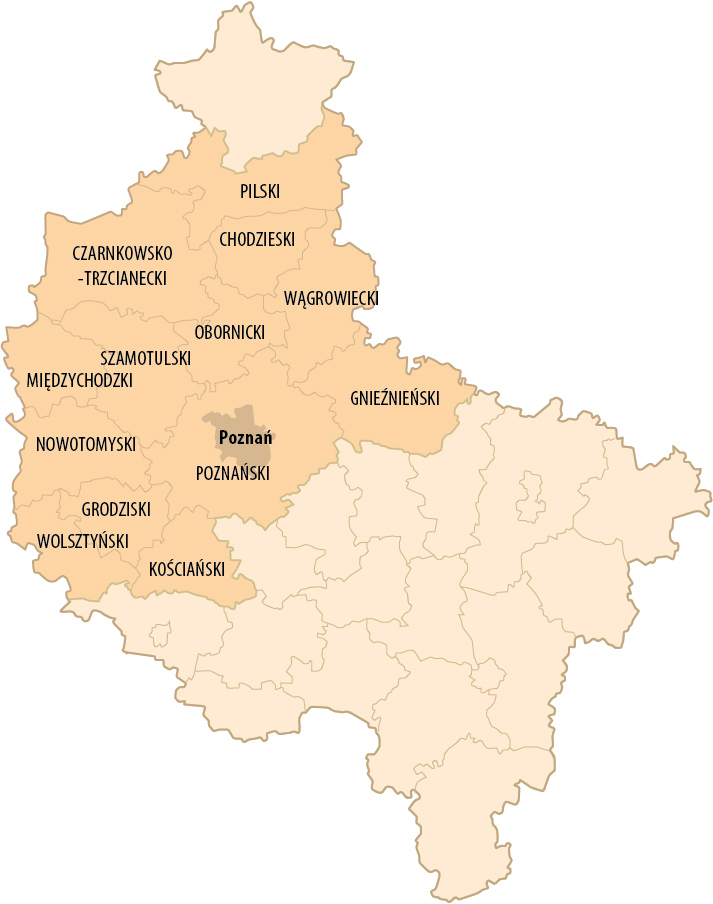 PILSKI
CHODZIESKI
CZARNKOWSKO
-TRZCIANECKI
WĄGROWIECKI
OBORNICKI
SZAMOTULSKI
MIĘDZYCHODZKI
GNIEŹNIEŃSKI
Poznań
NOWOTOMYSKI
POZNAŃSKI
GRODZISKI
WOLSZTYŃSKI
KOŚCIAŃSKI